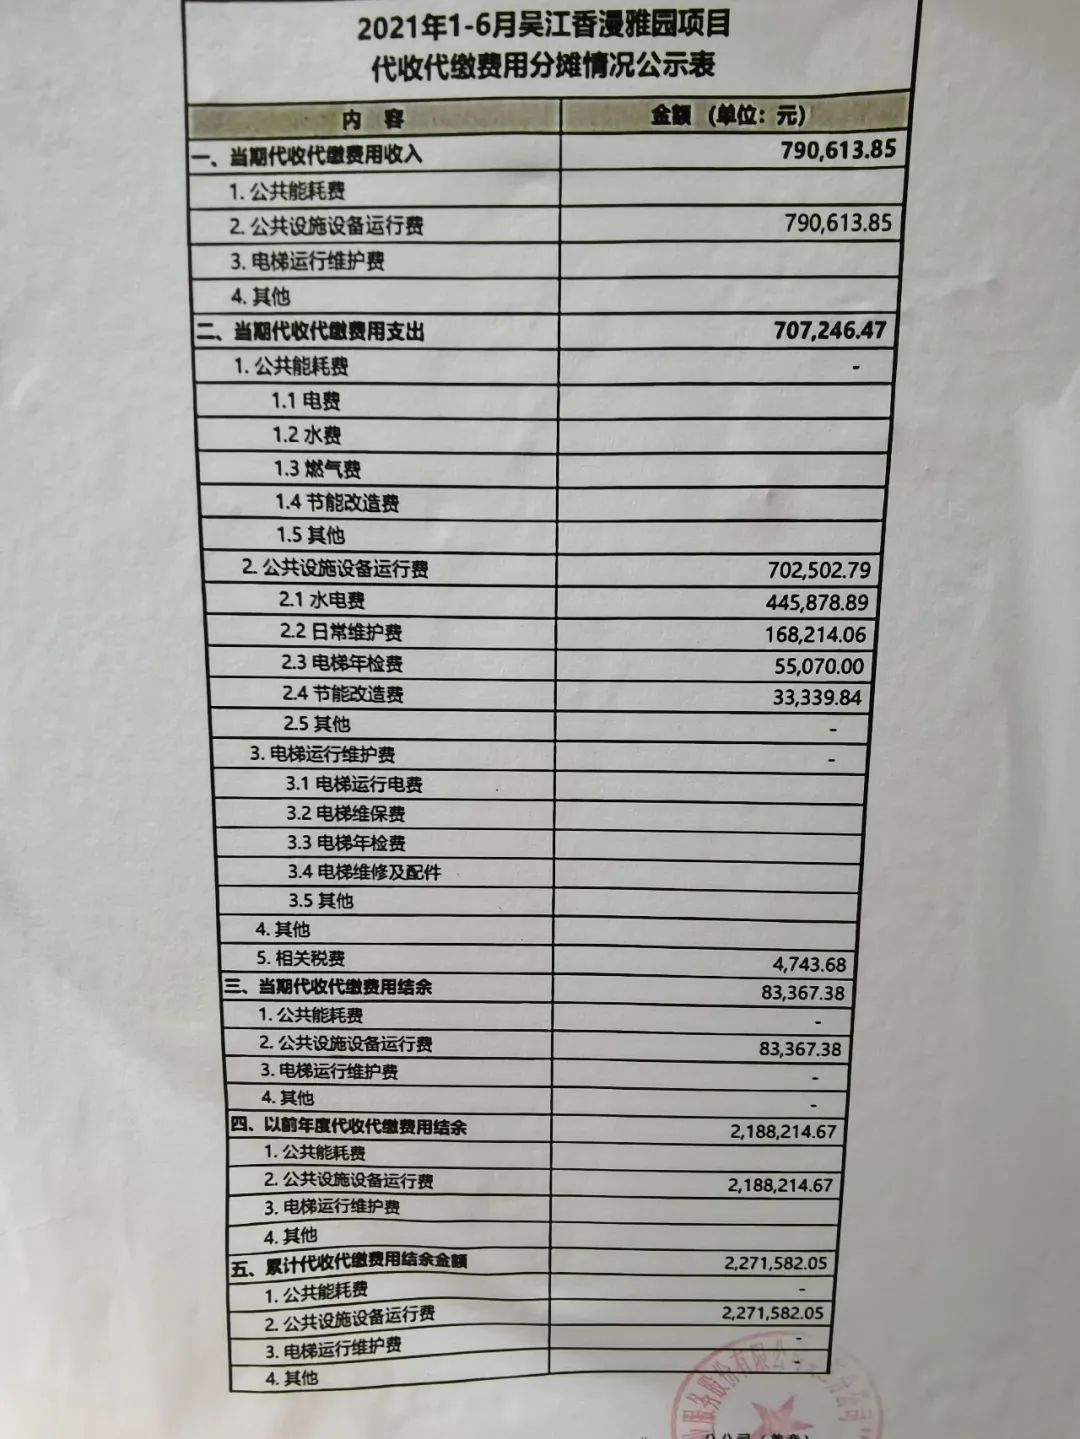 2021年1-6月吴江香漫雅园项目
代收代缴费用分摊情况公示表
内 容 金额 (单位：元)
一、当期代收代缴费用收入 790,613.85
1. 公共能耗费
2. 公共设施设备运行费 790,613.85
3. 电梯运行维护费
4. 其他
二、当期代收代缴费用支出 707,246.47
1. 公共能耗费 -
1.1 电费
1.2 水费
1.3 燃气费
1.4 节能改造费
1.5 其他
2. 公共设施设备运行费 702,502.79
2.1 水电费 445,878.89
2.2 日常维护费 168,214.06
2.3 电梯年检费 55,070.00
2.4 节能改造费 33,339.84
2.5 其他 -
3. 电梯运行维护费 -
3.1 电梯运行电费
3.2 电梯维保费
3.3 电梯年检费
3.4 电梯维修及配件
3.5 其他
4. 其他
5. 相关税费 4,743.68
三、当期代收代缴费用结余 83,367.38
1. 公共能耗费 -
2. 公共设施设备运行费 83,367.38
3. 电梯运行维护费 -
4. 其他 -
四、以前年度代收代缴费用结余 2,188,214.67
1. 公共能耗费
2. 公共设施设备运行费 2,188,214.67
3. 电梯运行维护费
4. 其他
五、累计代收代缴费用结余金额 2,271,582.05
1. 公共能耗费 -
2. 公共设施设备运行费 2,271,582.05
3. 电梯运行维护费 -
4. 其他 -
服务股份有限公司